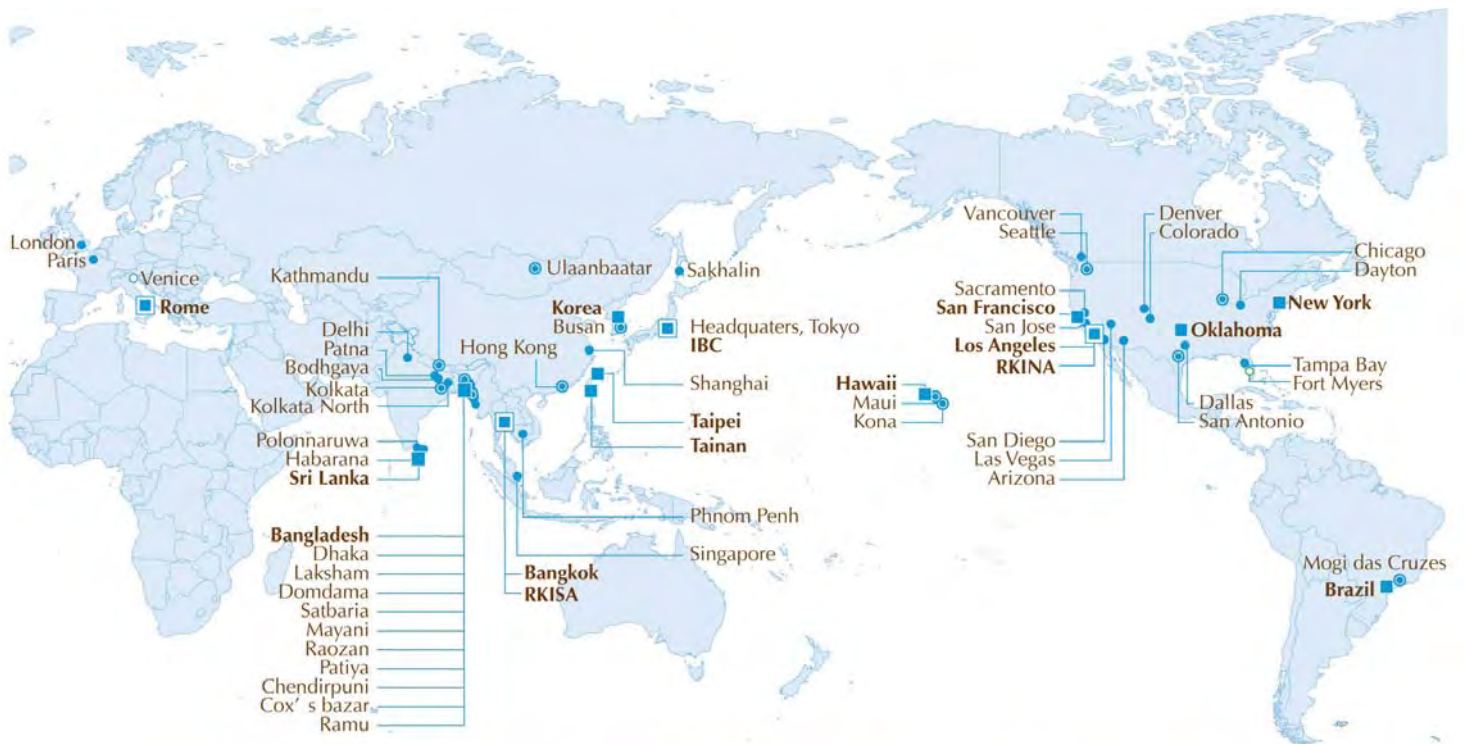 London
Paris
Venice
Rome
Kathmandu
Delhi
Patna
Bodhgaya
Kolkata
Kolkata North
Polonnaruwa
Habarana
Sri Lanka
Bangladesh
Dhaka
Laksham
Domdama
Satbaria
Mayani
Raozan
Patiya
Chendirpuni
Cox’ s bazar
Ramu
Ulaanbaatar
Sakhalin
Korea
Busan
Headquaters, Tokyo
IBC
Hong Kong
Shanghai
Taipei
Tainan
Phnom Penh
Singapore
Bangkok
RKISA
Hawaii
Maui
Kona
Vancouver
Seattle
Sacramento
San Francisco
San Jose
Los Angeles
RKINA
San Diego
Las Vegas
Arizona
Denver
Colorado
Chicago
Dayton
New York
Oklahoma
Tampa Bay
Fort Myers
Dallas
San Antonio
Mogi das Cruzes
Brazil